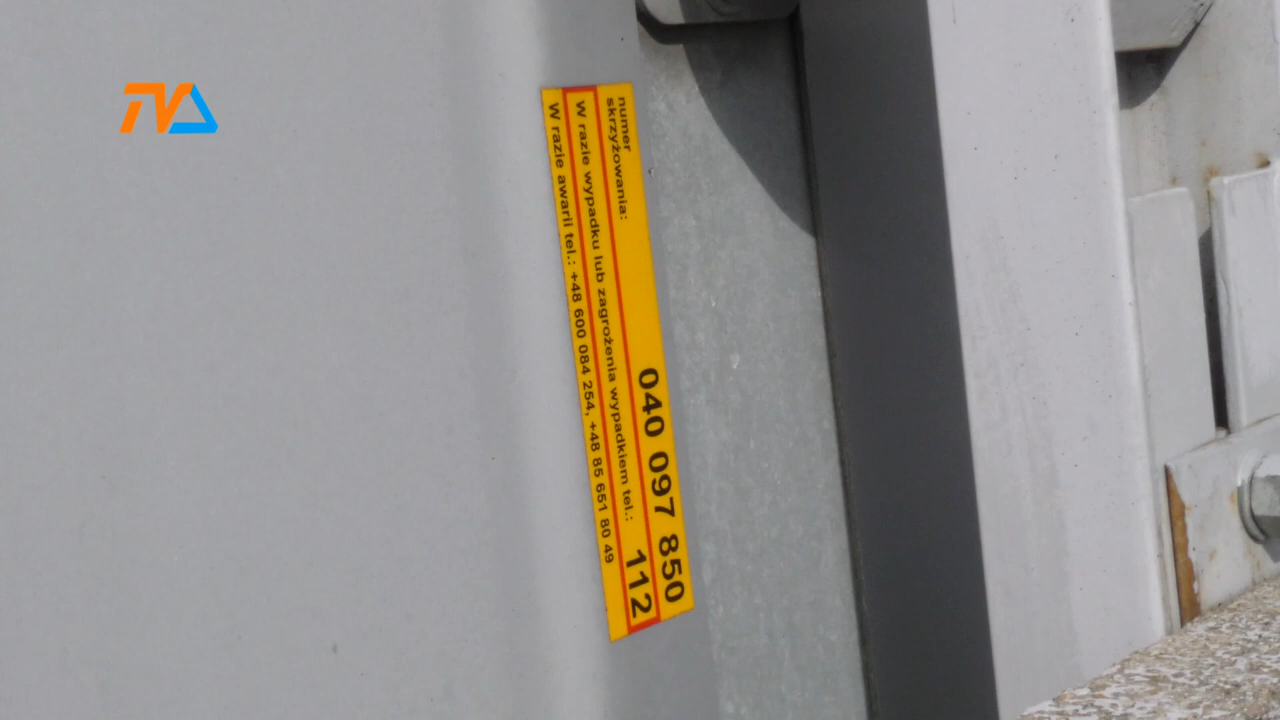 TVA
numer
skrzyżowania:
040 097 850
W razie wypadku lub zagrożenia wypadkiem tel.: 112
W razie awarii tel.: +48 600 084 254, +48 85 651 80 49